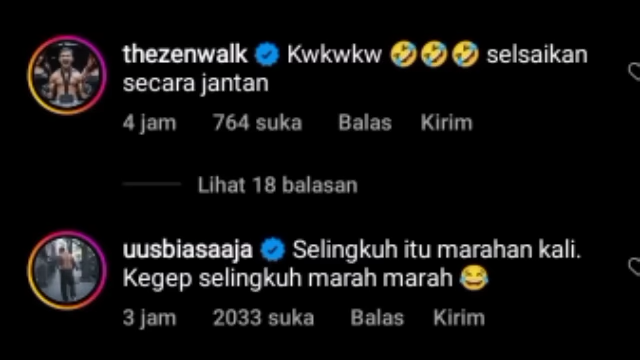 thezenwalk Kwkwkw 🤣🤣🤣 selsaikan
secara jantan
4 jam 764 suka Balas Kirim
Lihat 18 balasan
uusbiasaaja Selingkuh itu marahan kali.
Kegep selingkuh marah marah 😂
3 jam 2033 suka Balas Kirim